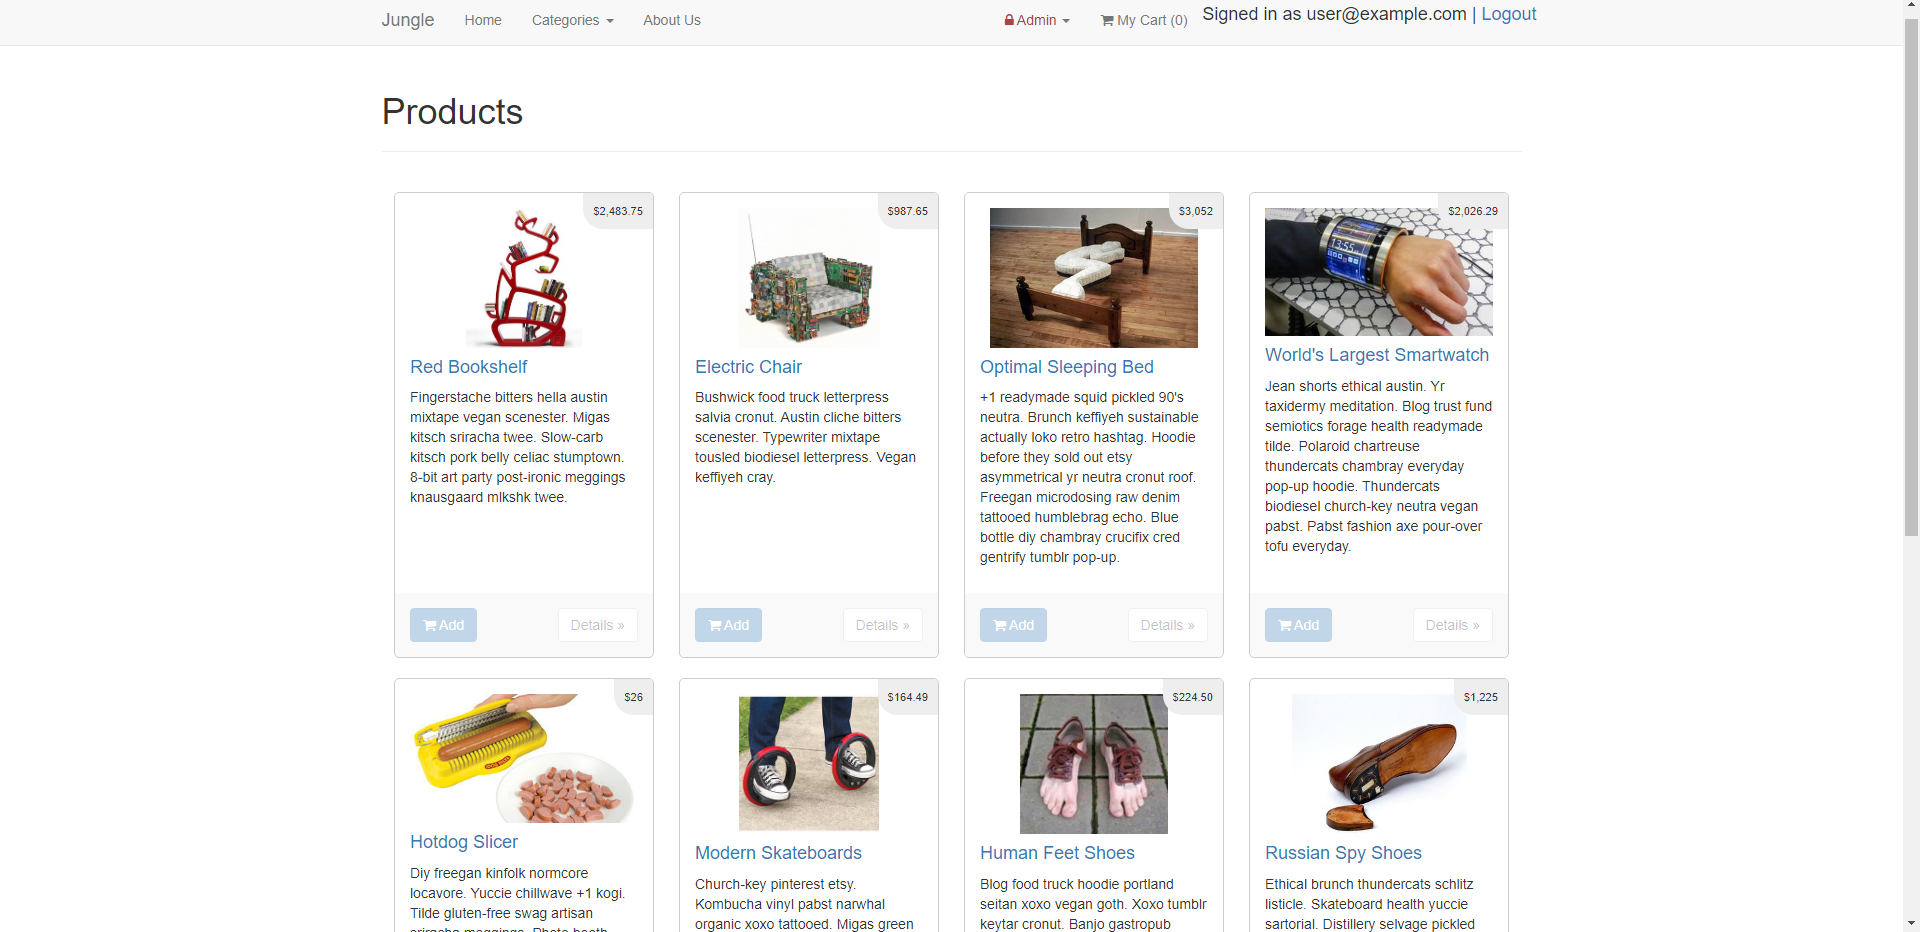 Jungle Home Categories About Us Admin My Cart (0) Signed in as user@example.com | Logout
Products
$2,483.75
Red Bookshelf
Fingerstache bitters hella austin
mixtape vegan scenester. Migas
kitsch sriracha twee. Slow-carb
kitsch pork belly celiac stumptown.
8-bit art party post-ironic meggings
knausgaard mlkshk twee.
Add Details »
$987.65
Electric Chair
Bushwick food truck letterpress
salvia cronut. Austin cliche bitters
scenester. Typewriter mixtape
tousled biodiesel letterpress. Vegan
keffiyeh cray.
Add Details »
$3,052
Optimal Sleeping Bed
+1 readymade squid pickled 90's
neutra. Brunch keffiyeh sustainable
actually loko retro hashtag. Hoodie
before they sold out etsy
asymmetrical yr neutra cronut roof.
Freegan microdosing raw denim
tattooed humblebrag echo. Blue
bottle diy chambray crucifix cred
gentrify tumblr pop-up.
Add Details »
$2,026.29
13:55
World's Largest Smartwatch
Jean shorts ethical austin. Yr
taxidermy meditation. Blog trust fund
semiotics forage health readymade
tilde. Polaroid chartreuse
thundercats chambray everyday
pop-up hoodie. Thundercats
biodiesel church-key neutra vegan
pabst. Pabst fashion axe pour-over
tofu everyday.
Add Details »
$26
Hotdog Slicer
Diy freegan kinfolk normcore
locavore. Yuccie chillwave +1 kogi.
Tilde gluten-free swag artisan
sriracha meggings. Photo booth
$164.49
Modern Skateboards
Church-key pinterest etsy.
Kombucha vinyl pabst narwhal
organic xoxo tattooed. Migas green
$224.50
Human Feet Shoes
Blog food truck hoodie portland
seitan xoxo vegan goth. Xoxo tumblr
keytar cronut. Banjo gastropub
$1,225
Russian Spy Shoes
Ethical brunch thundercats schlitz
listicle. Skateboard health yuccie
sartorial. Distillery selvage pickled